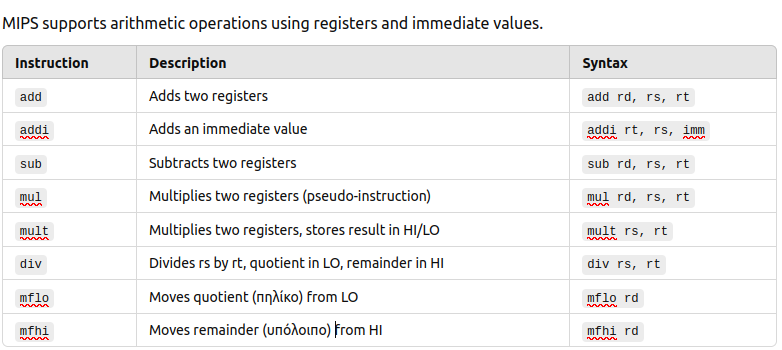 MIPS supports arithmetic operations using registers and immediate values.
Instruction Description Syntax
add Adds two registers add rd, rs, rt
addi Adds an immediate value addi rt, rs, imm
sub Subtracts two registers sub rd, rs, rt
mul Multiplies two registers (pseudo-instruction) mul rd, rs, rt
mult Multiplies two registers, stores result in HI/LO mult rs, rt
div Divides rs by rt, quotient in LO, remainder in HI div rs, rt
mflo Moves quotient (πηλίκο) from LO mflo rd
mfhi Moves remainder (υπόλοιπο) from HI mfhi rd